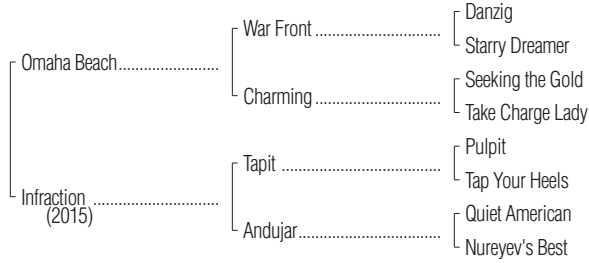 Danzig
War Front ................................
Starry Dreamer
Omaha Beach.........................
Seeking the Gold
Charming ................................
Take Charge Lady
Pulpit
Tapit ........................................
Tap Your Heels
Infraction ................................
(2015)
Quiet American
Andujar....................................
Nureyev's Best